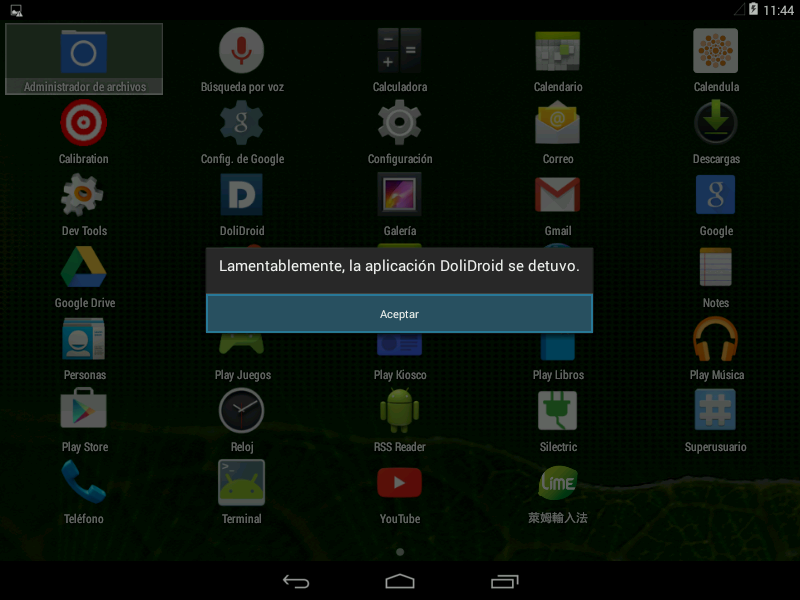 11:44
Administrador de archivos
Búsqueda por voz
Calculadora
Calendario
Calendula
Calibration
Config. de Google
Configuración
Correo
Descargas
Dev Tools
DoliDroid
Galería
Gmail
Google
Lamentablemente, la aplicación DoliDroid se detuvo.
Aceptar
Google Drive
Notes
Personas
Play Juegos
Play Kiosco
Play Libros
Play Música
Play Store
Reloj
RSS Reader
Silectric
Superusuario
LiME
Teléfono
Terminal
YouTube
萊姆輸入法